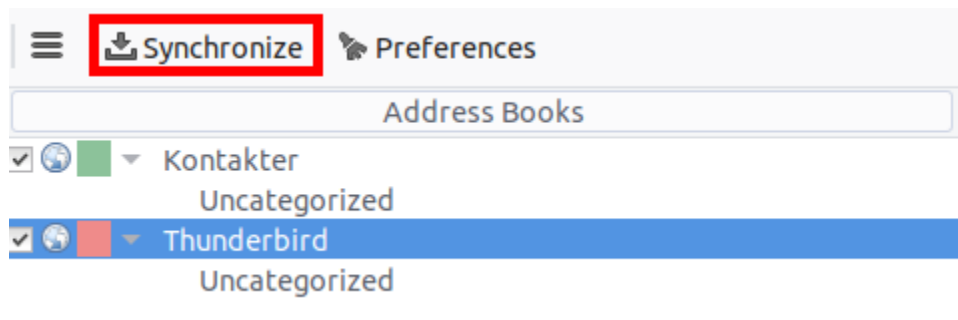 Synchronize Preferences
Address Books
Kontakter
Uncategorized
Thunderbird
Uncategorized